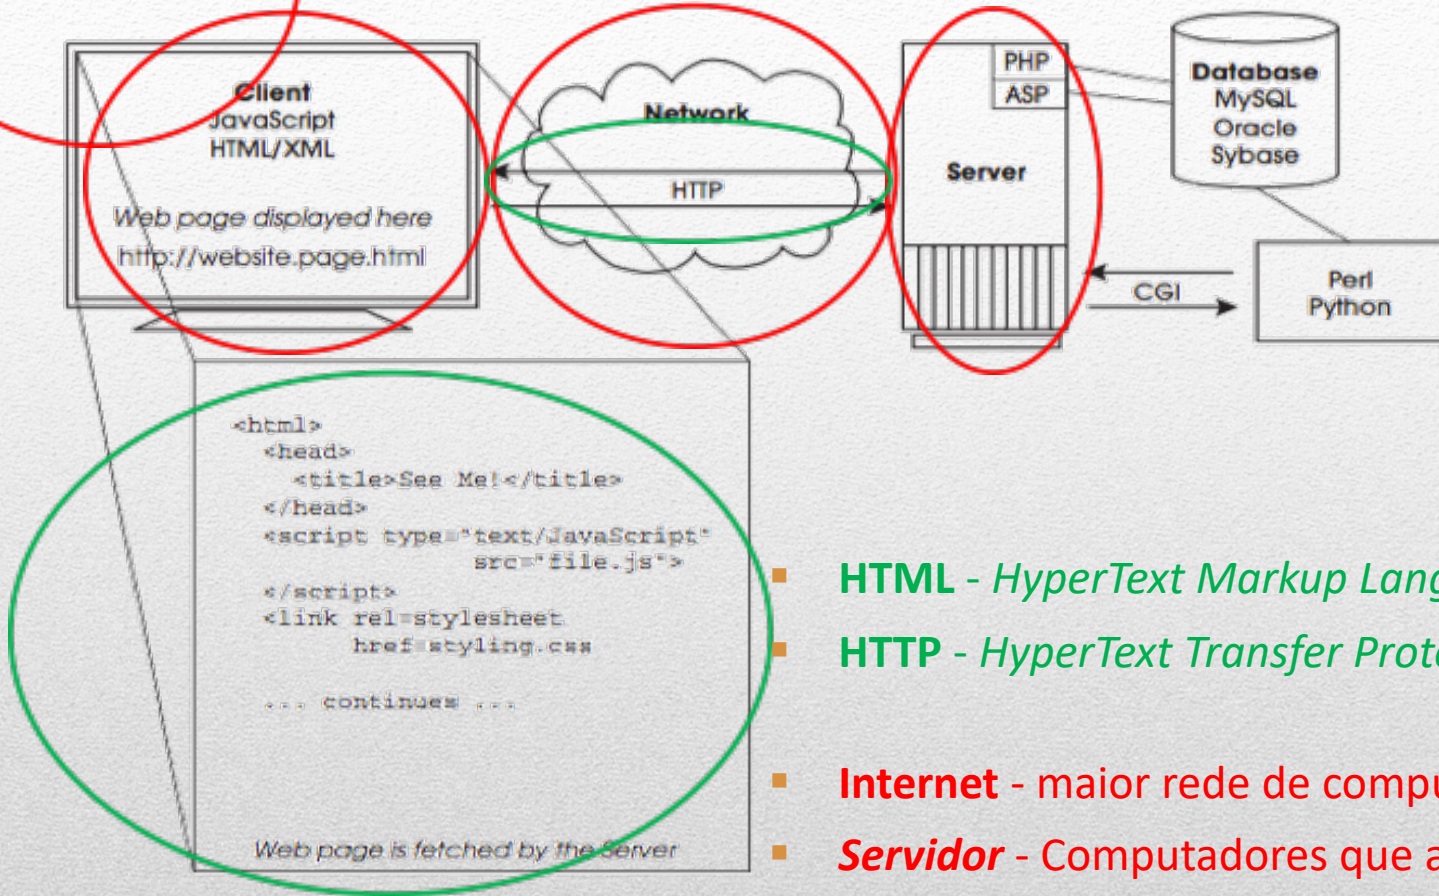 Client
JavaScript
HTML/XML
Web page displayed here
http://website.page.html
Network
HTTP
PHP
ASP
Server
Database
MySQL
Oracle
Sybase
CGI
Perl
Python
<html>
<head>
<title>See Me!</title>
</head>
<script type="text/JavaScript"
src="file.js">
</script>
<link rel=stylesheet
href=styling.css
... continues ...
Web page is fetched by the Server
HTML - HyperText Markup
HTTP - HyperText Transfer
Internet - maior rede de
Servidor - Computadores que